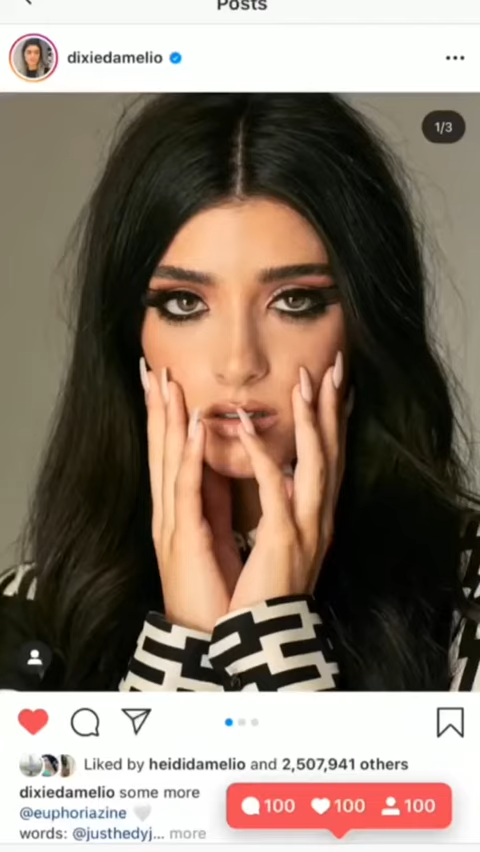 Posts
dixiedamelio
1/3
Liked by heididamelio and 2,507,941 others
dixiedamelio some more
@euphoriazine 🤍
words: @justthedyj... more
100 100 100